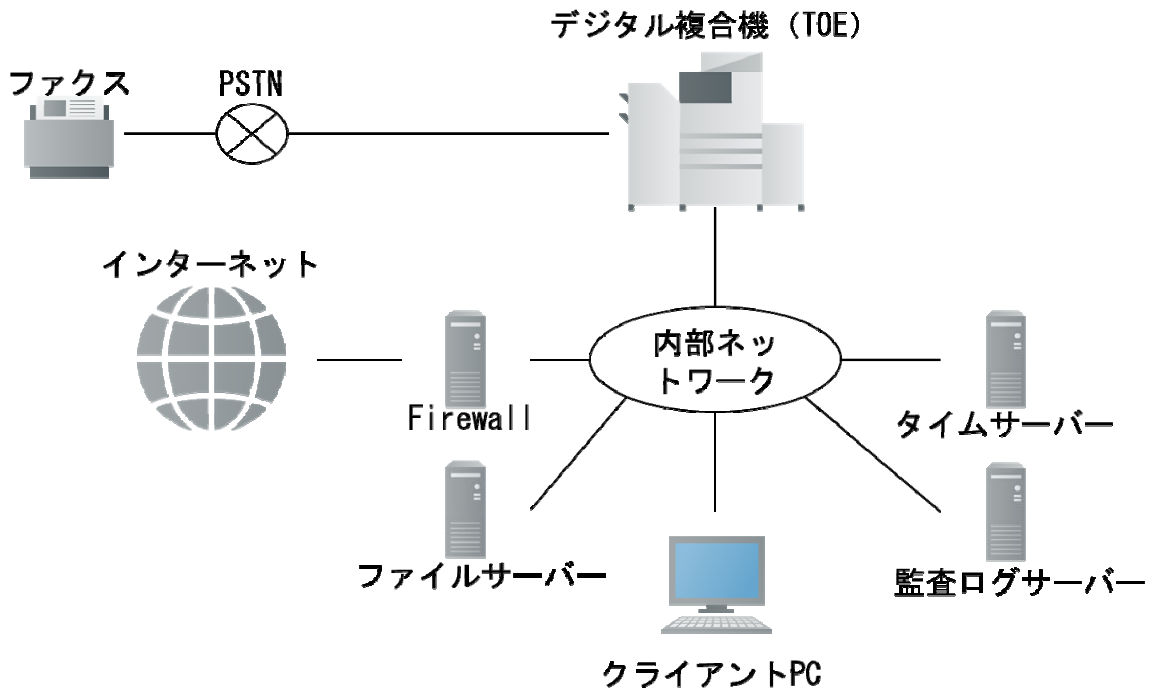 デジタル複合機（TOE）
ファクス
PSTN
インターネット
内部ネッ
トワーク
Firewall
タイムサーバー
ファイルサーバー
監査ログサーバー
クライアントPC